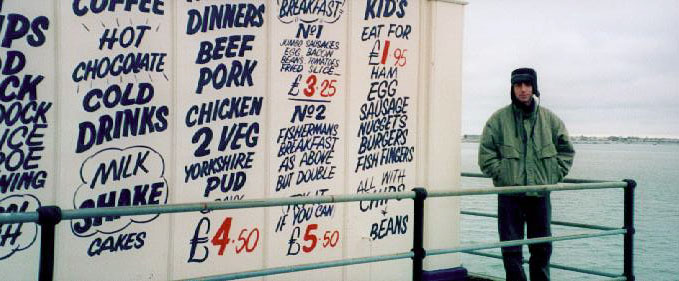 COFFEE
HOT
CHOCOLATE
COLD
DRINKS
MILK
SHAKE
CAKES
DINNERS
BEEF
PORK
CHICKEN
2 VEG
YORKSHIRE
PUD
£4·50
BREAKFAST
No1
JUMBO SAUSAGES
EGG, BACON
BEANS, TOMATOES
FRIED SLICE
£3·25
No2
FISHERMANS
BREAKFAST
AS ABOVE
BUT DOUBLE
IT IF
YOU CAN
£5·50
KIDS
EAT FOR
£1·95
HAM
EGG
SAUSAGE
NUGGETS
BURGERS
FISH FINGERS
ALL WITH
CHIPS
BEANS